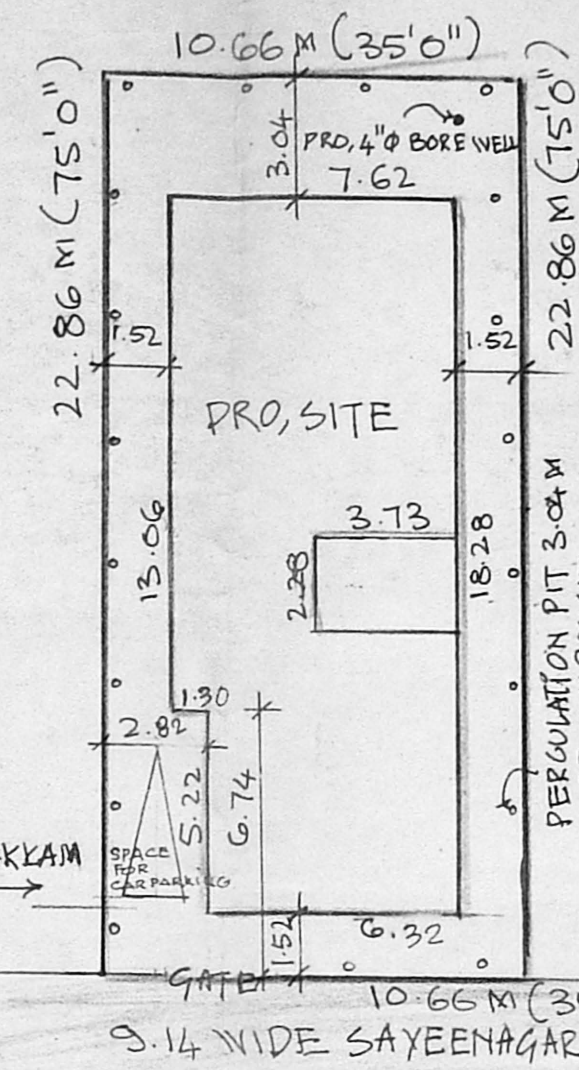 10.66 M (35'0")
22.86 M (75'0")
22.86 M (75'0")
3.04
PRO, 4"Φ BORE WELL
7.62
1.52
1.52
PRO, SITE
13.06
3.73
2.28
18.28
PERCULATION PIT 3.04 M
1.30
2.82
5.22
6.74
KKAM
SPACE
FOR
CAR PARKING
1.52
6.32
GATE
10.66 M (35
9.14 WIDE SAYEENAGAR